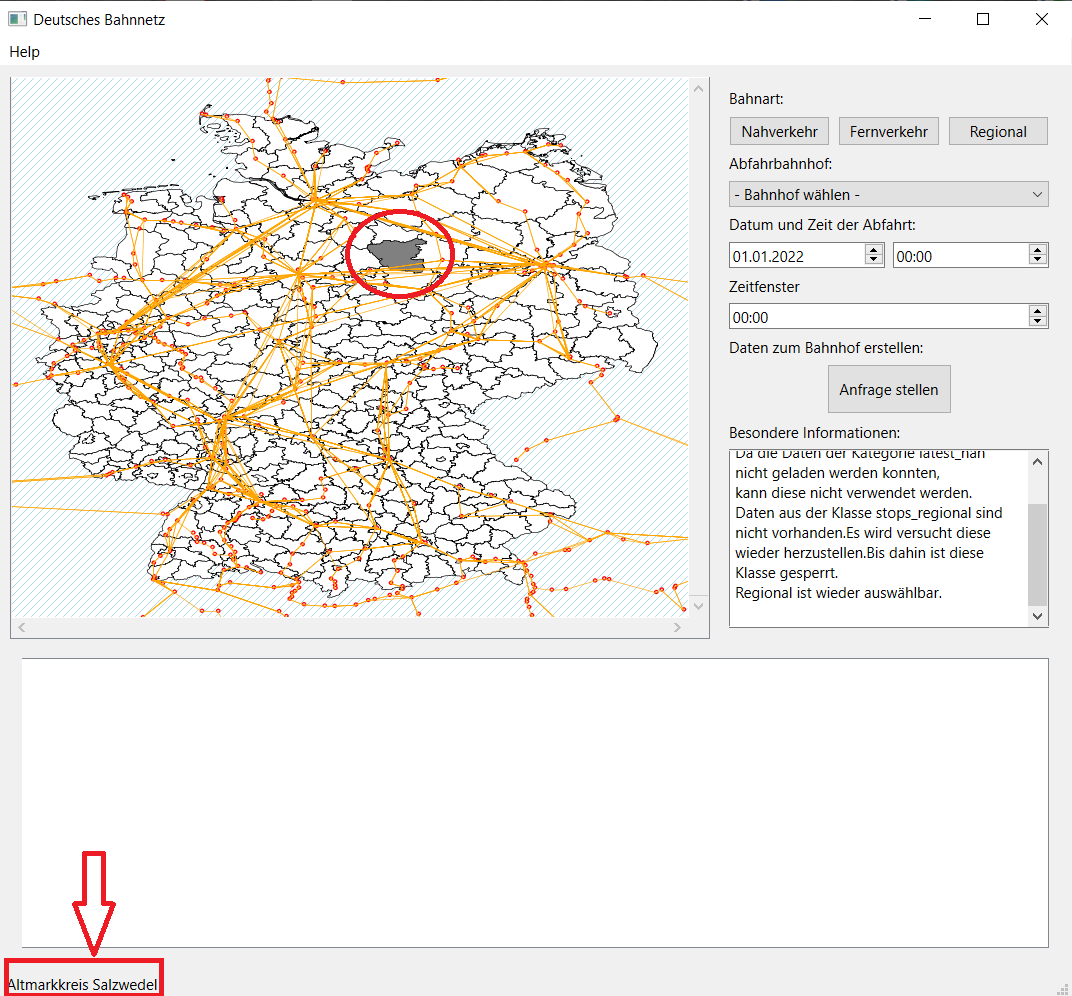 Deutsches Bahnnetz
Help
Bahnart:
Nahverkehr Fernverkehr Regional
Abfahrbahnhof:
- Bahnhof wählen -
Datum und Zeit der Abfahrt:
01.01.2022 00:00
Zeitfenster
00:00
Daten zum Bahnhof erstellen:
Anfrage stellen
Besondere Informationen:
Da die Daten der Kategorie latest_nah
nicht geladen werden konnten,
kann diese nicht verwendet werden.
Daten aus der Klasse stops_regional sind
nicht vorhanden.Es wird versucht diese
wieder herzustellen.Bis dahin ist diese
Klasse gesperrt.
Regional ist wieder auswählbar.
Altmarkkreis Salzwedel